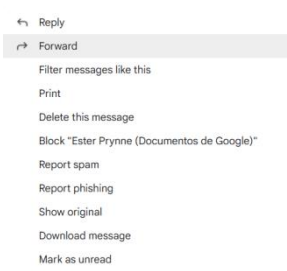 Reply
Forward
Filter messages like this
Print
Delete this message
Block "Ester Prynne (Documentos de Google)"
Report spam
Report phishing
Show original
Download message
Mark as unread